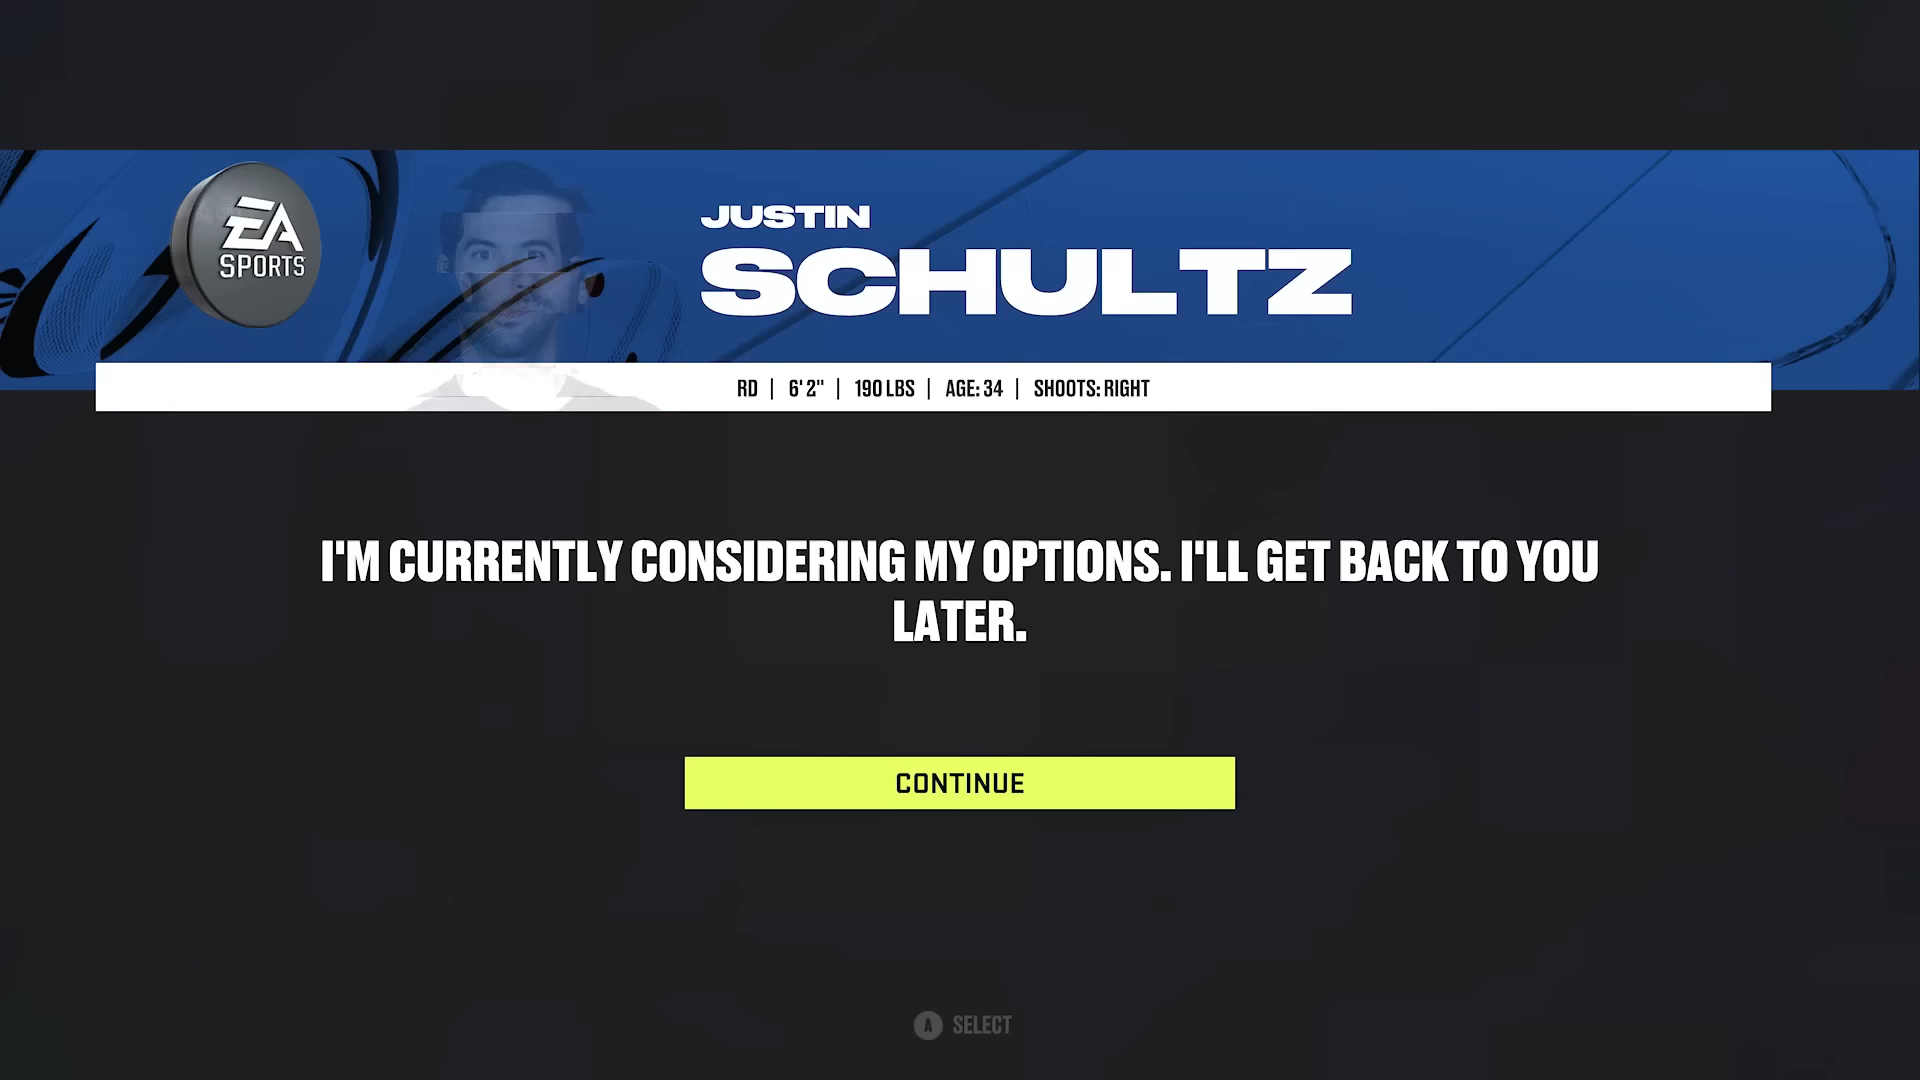 EA
SPORTS
JUSTIN
SCHULTZ
RD | 6' 2" | 190 LBS | AGE: 34 | SHOOTS: RIGHT
I'M CURRENTLY CONSIDERING MY OPTIONS. I'LL GET BACK TO YOU
LATER.
CONTINUE
A SELECT